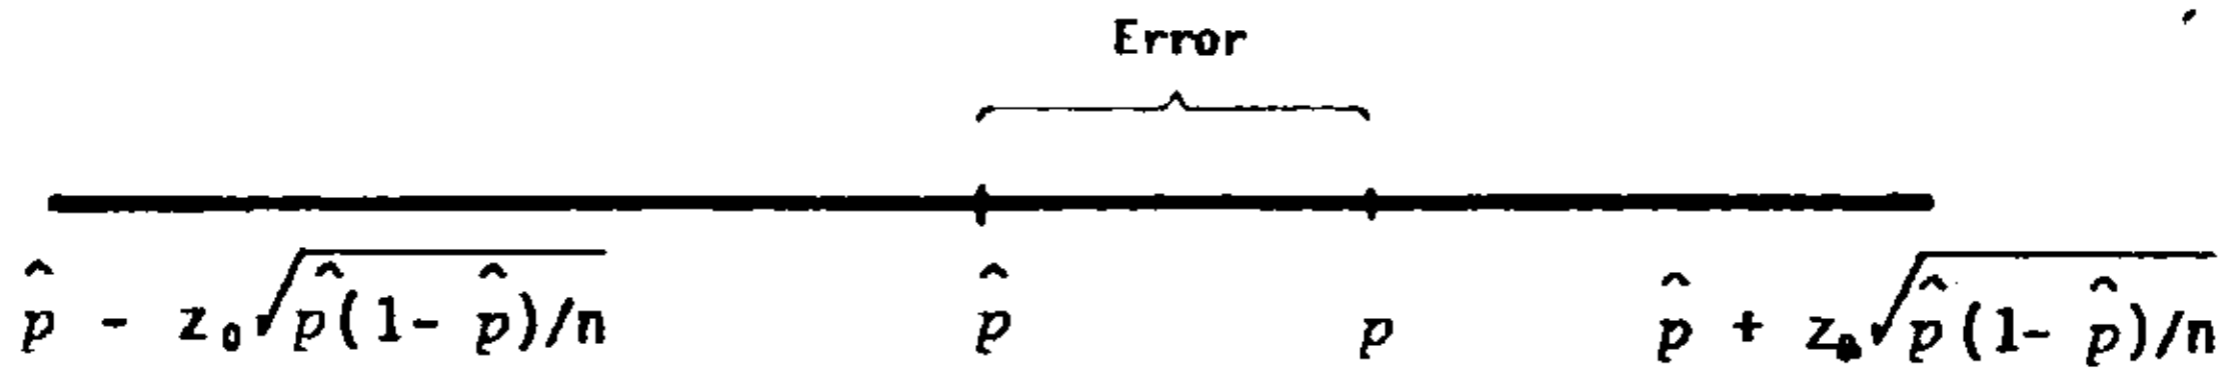 Error
p̂ - z₀√p̂(1- p̂)/n p̂ p p̂ + z₀√p̂(1- p̂)/n